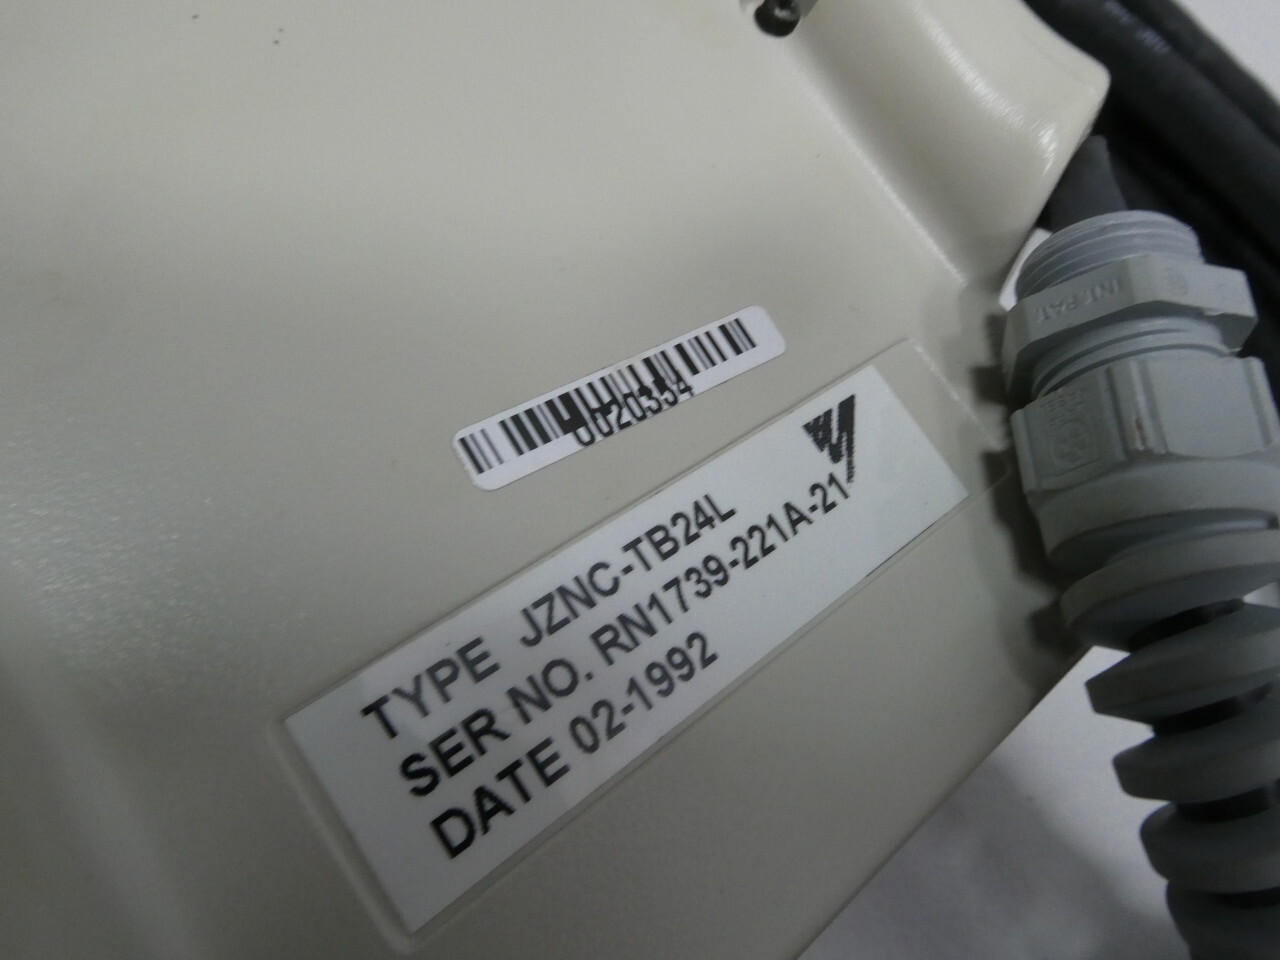 0020354
TYPE JZNC-TB24L
SER NO. RN1739-221A-21
DATE 02-1992
INT. PAT.